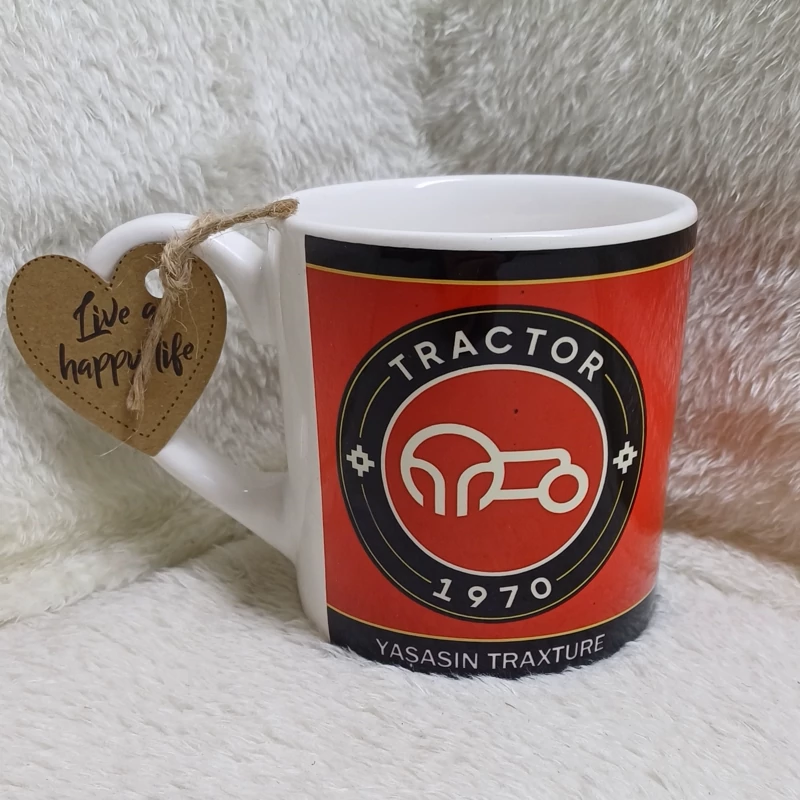 Live a
happy life
TRACTOR
1970
YAŞASIN TRAXTURE